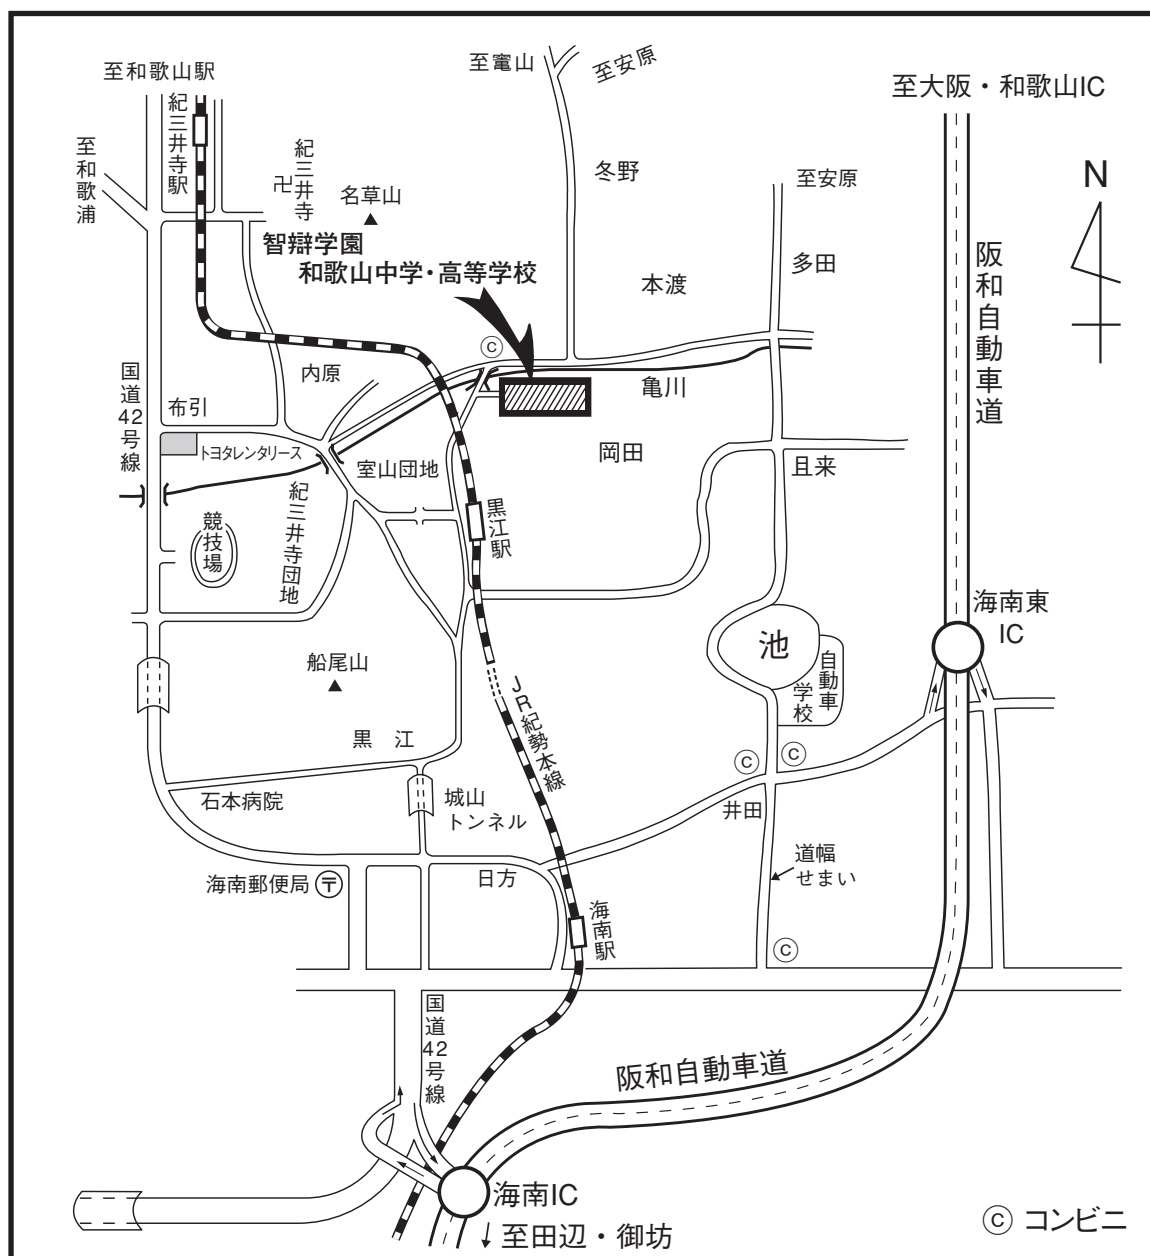 至和歌山駅
至竃山
至安原
至大阪・和歌山IC
紀三井寺駅
至和歌浦
紀三井寺
卍
名草山
冬野
至安原
N
智辯学園
和歌山中学・高等学校
本渡
多田
阪和自動車道
国道42号線
内原
布引
トヨタレンタリース
室山団地
亀川
岡田
且来
C
競技場
紀三井寺団地
黒江駅
池
自動車
学校
海南東
IC
船尾山
JR紀勢本線
黒江
石本病院
城山
トンネル
C
C
井田
道幅
せまい
海南郵便局
〒
日方
海南駅
C
国道42号線
阪和自動車道
海南IC
至田辺・御坊
C コンビニ